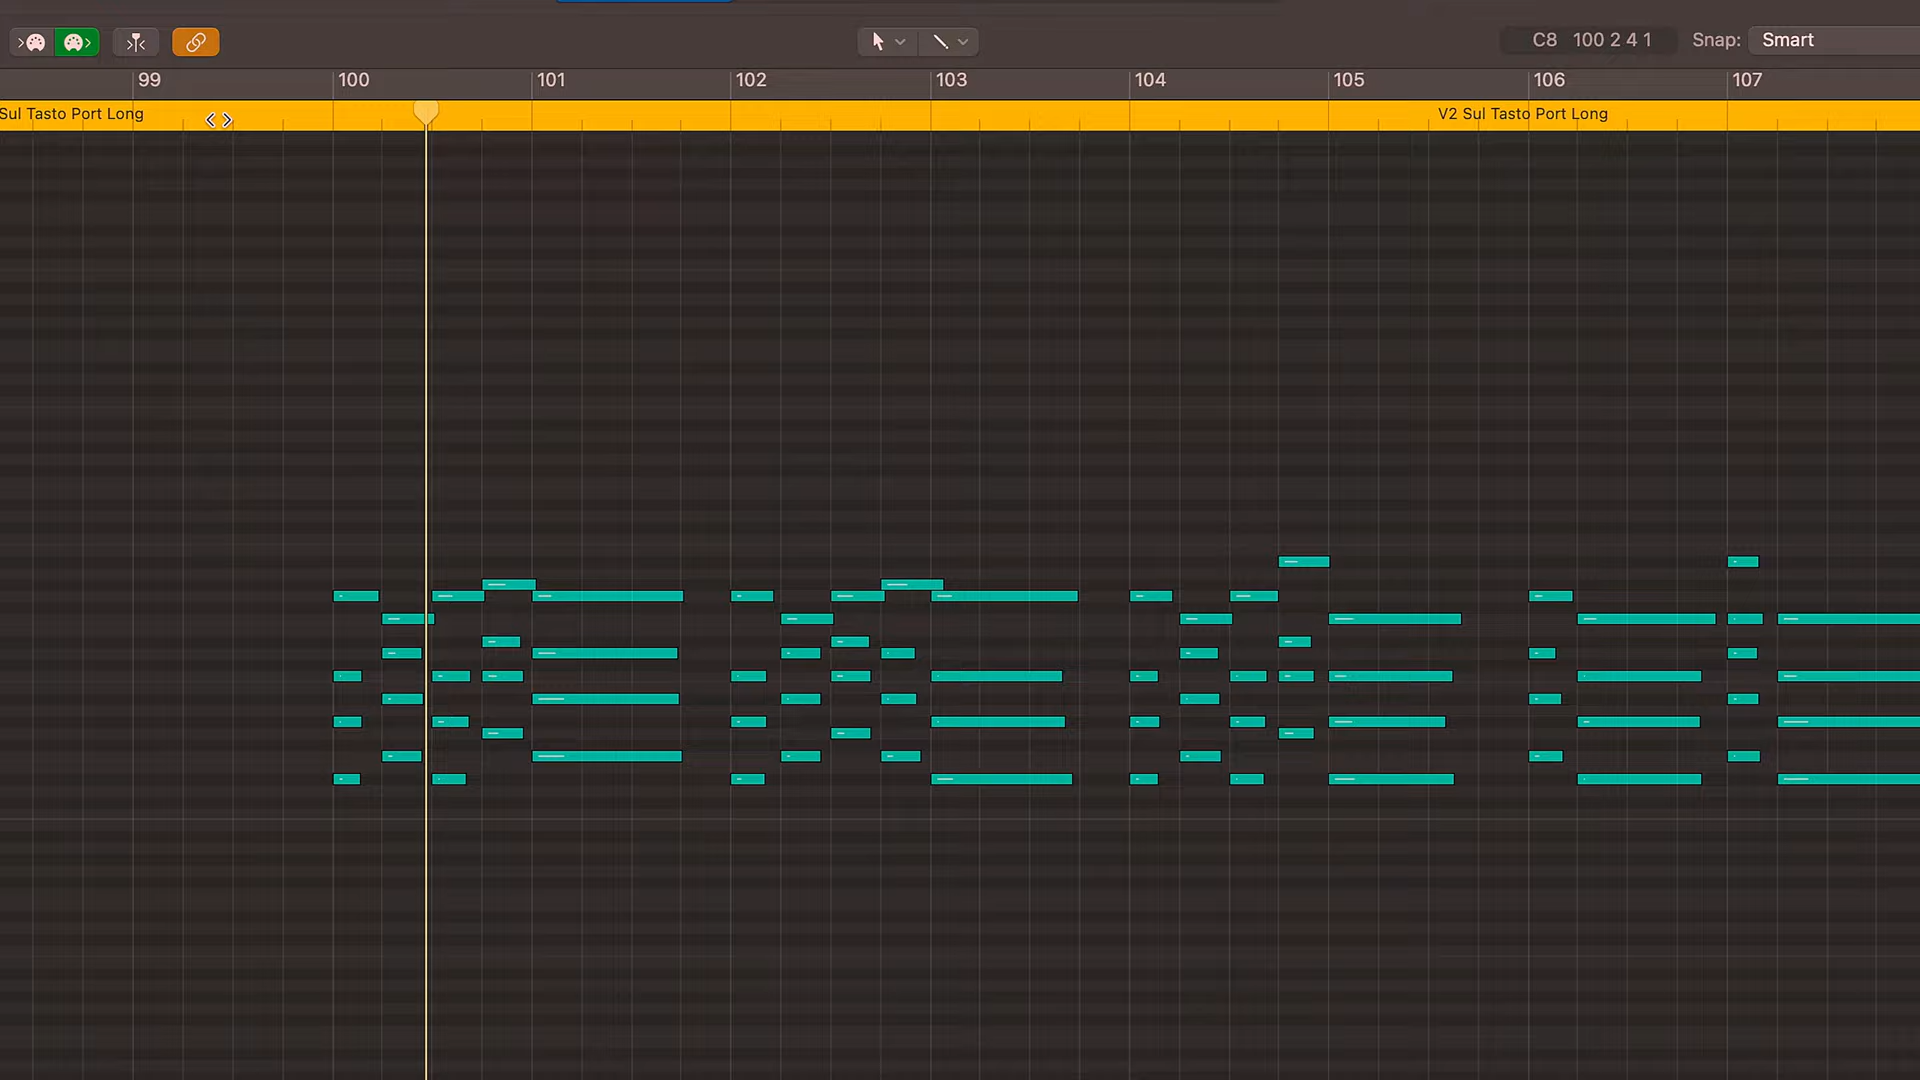 C8 100 2 4 1 Snap: Smart
99 100 101 102 103 104 105 106 107
Sul Tasto Port Long V2 Sul Tasto Port Long